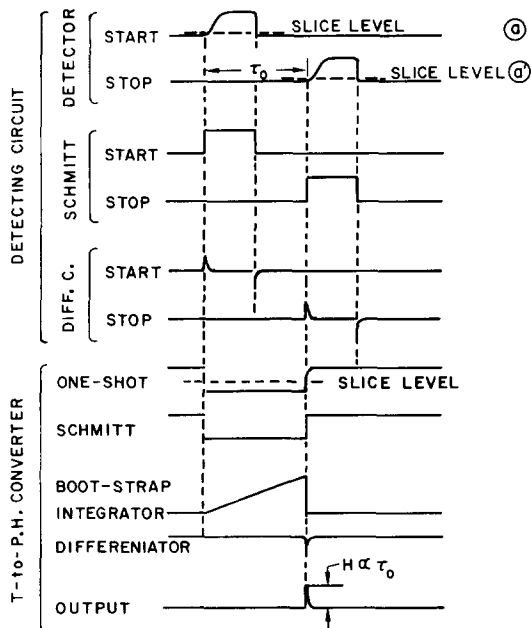 START
SLICE LEVEL
ⓐ
DETECTOR
τ₀
STOP
SLICE LEVEL ⓐ'
DETECTING CIRCUIT
SCHMITT
START
STOP
DIFF. C.
START
STOP
T-to-P.H. CONVERTER
ONE-SHOT
SLICE LEVEL
SCHMITT
BOOT-STRAP
INTEGRATOR
DIFFERENIATOR
H ∝ τ₀
OUTPUT